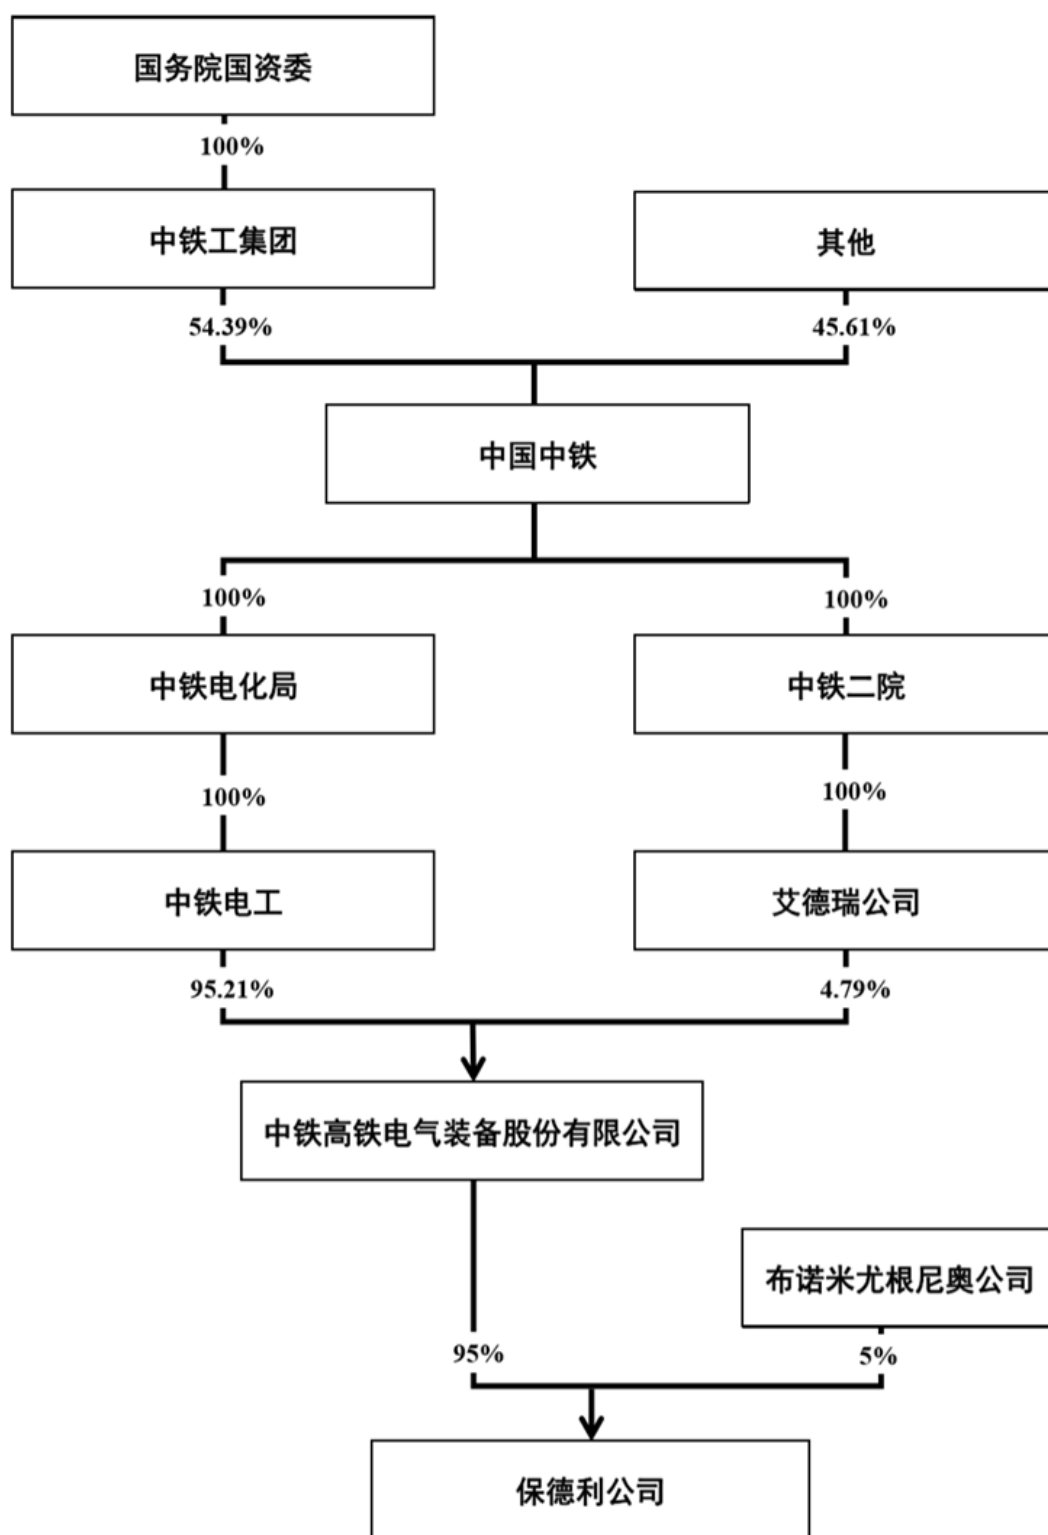 国务院国资委
100%
中铁工集团
其他
54.39%
45.61%
中国中铁
100%
100%
中铁电化局
中铁二院
100%
100%
中铁电工
艾德瑞公司
95.21%
4.79%
中铁高铁电气装备股份有限公司
布诺米尤根尼奥公司
95%
5%
保德利公司